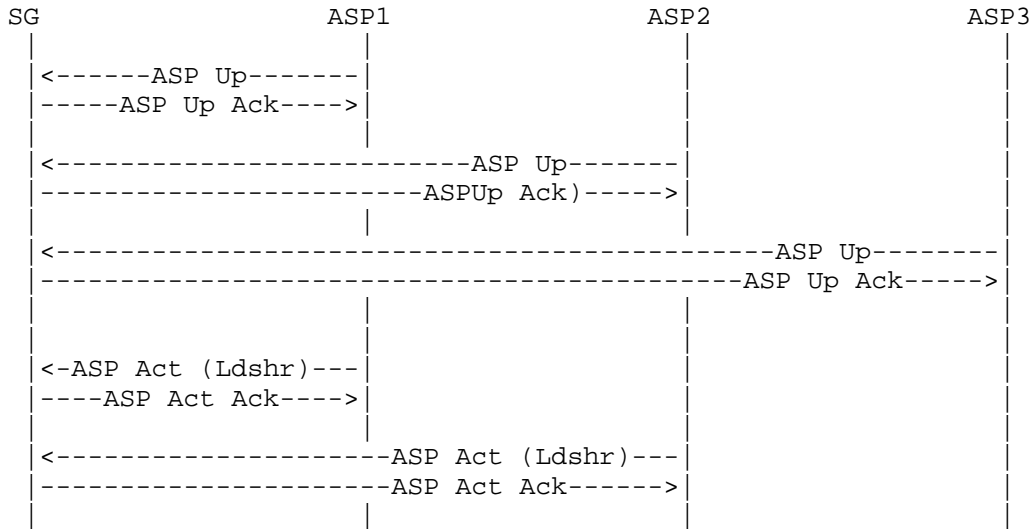 SG                  ASP1                ASP2                ASP3
|                    |                   |                   |
|<------ASP Up-------|                   |                   |
|-----ASP Up Ack---->|                   |                   |
|                    |                   |                   |
|<--------------------------ASP Up-------|                   |
|------------------------ASPUp Ack)----->|                   |
|                    |                   |                   |
|<---------------------------------------------ASP Up--------|
|--------------------------------------------ASP Up Ack----->|
|                    |                   |                   |
|                    |                   |                   |
|<-ASP Act (Ldshr)---|                   |                   |
|----ASP Act Ack---->|                   |                   |
|                    |                   |                   |
|<---------------------ASP Act (Ldshr)---|                   |
|----------------------ASP Act Ack------>|                   |
|                    |                   |                   |